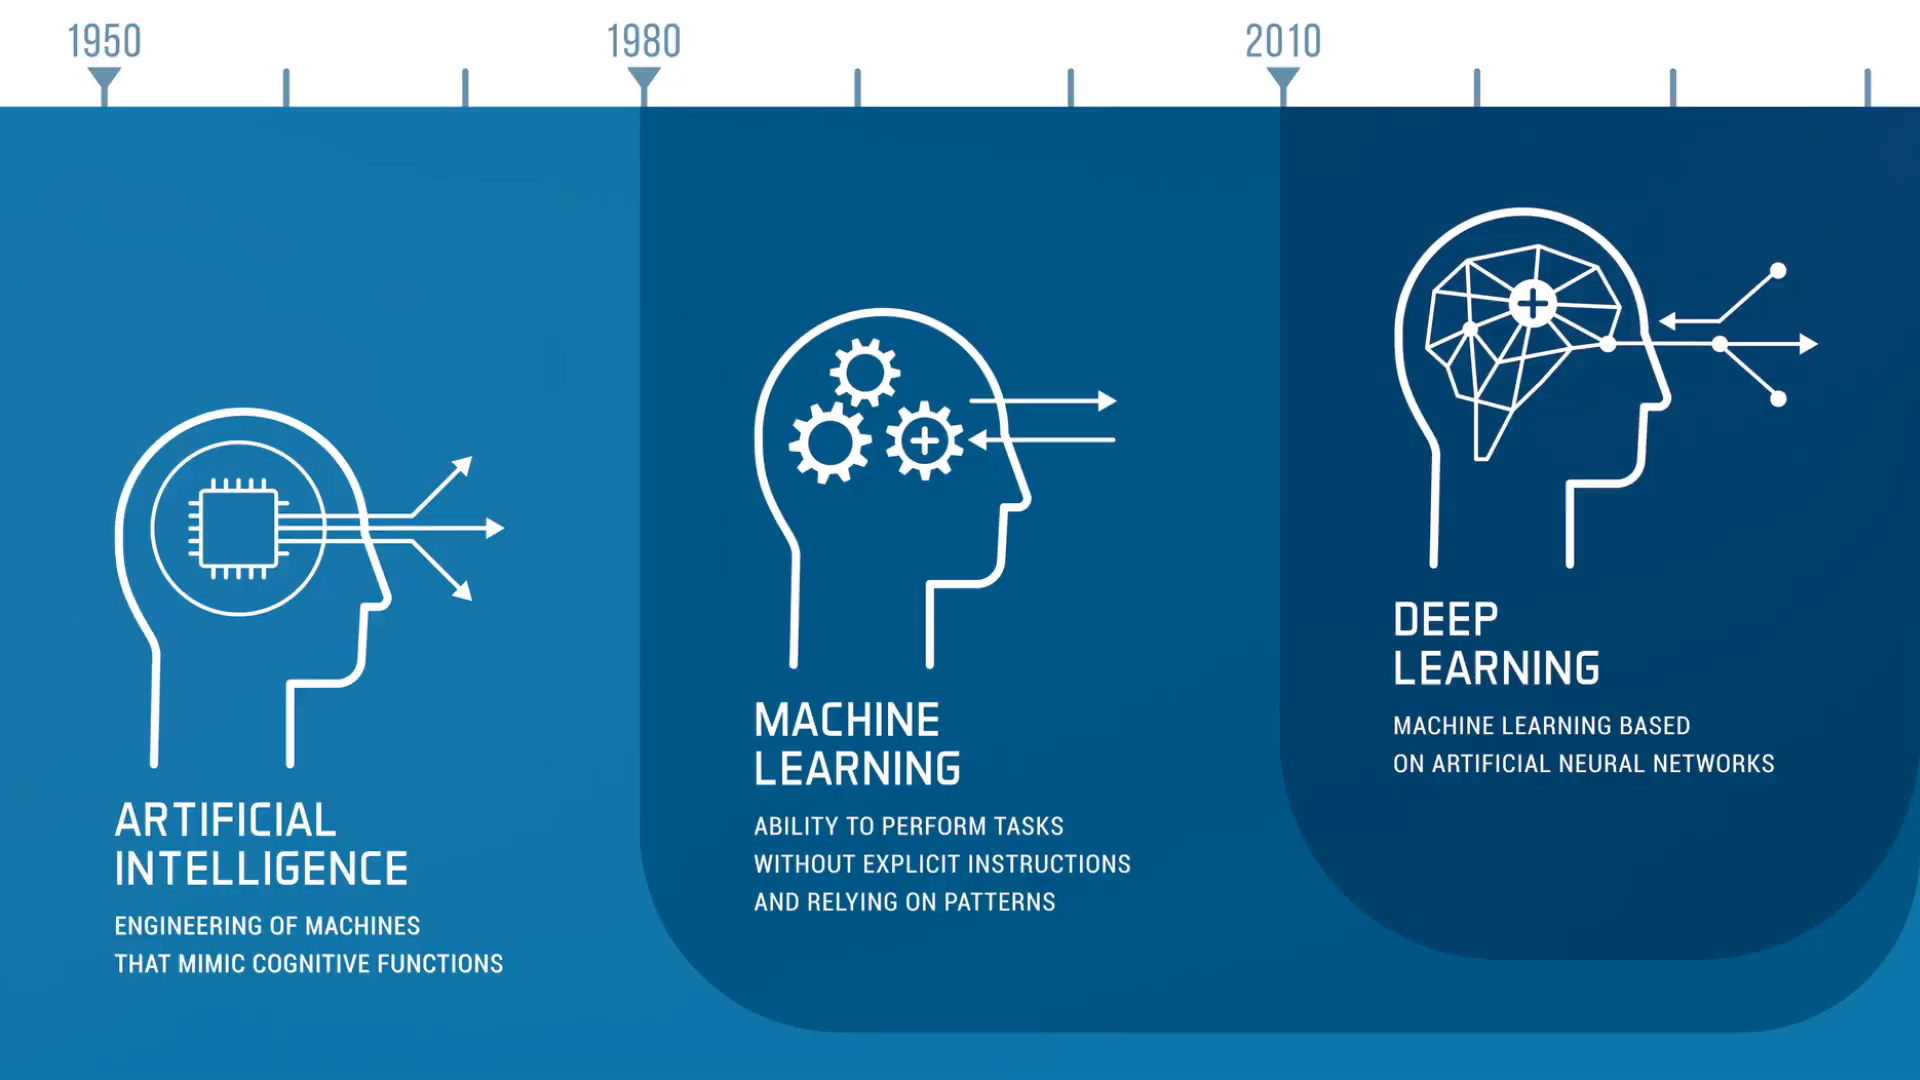 1950
1980
2010
ARTIFICIAL
INTELLIGENCE
ENGINEERING OF MACHINES
THAT MIMIC COGNITIVE FUNCTIONS
MACHINE
LEARNING
ABILITY TO PERFORM TASKS
WITHOUT EXPLICIT INSTRUCTIONS
AND RELYING ON PATTERNS
DEEP
LEARNING
MACHINE LEARNING BASED
ON ARTIFICIAL NEURAL NETWORKS